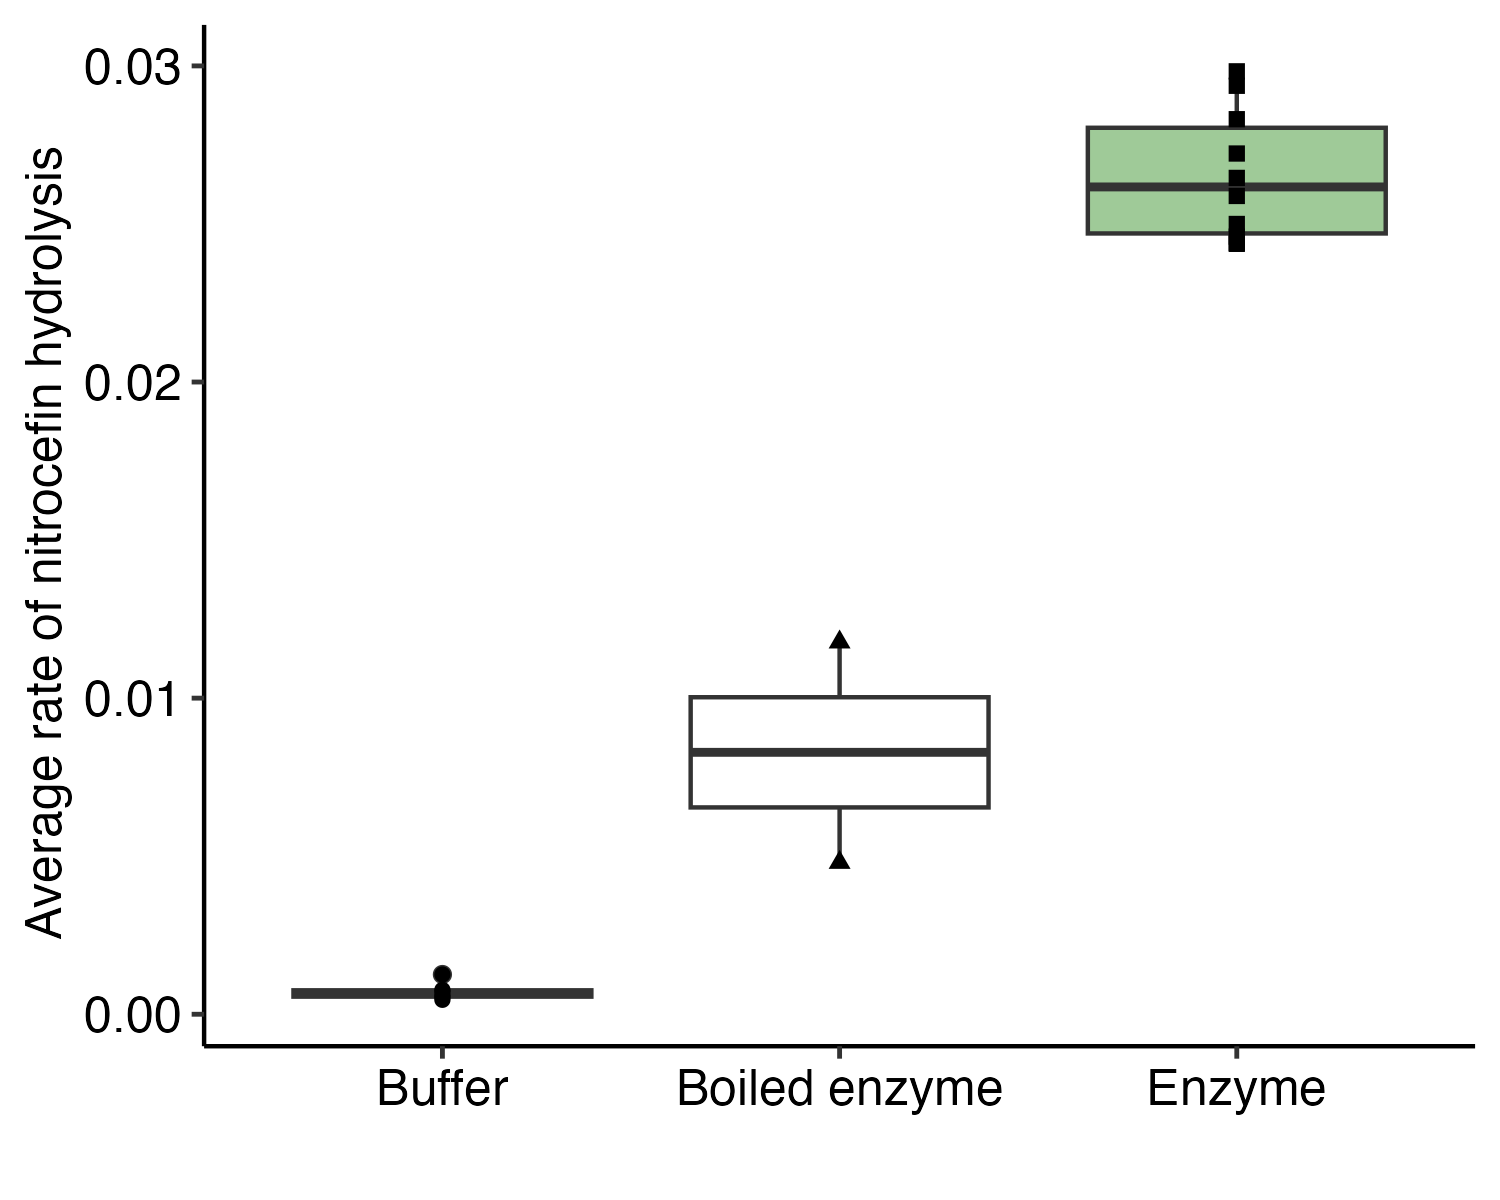 Average rate of nitrocefin hydrolysis
0.03
0.02
0.01
0.00
Buffer
Boiled enzyme
Enzyme